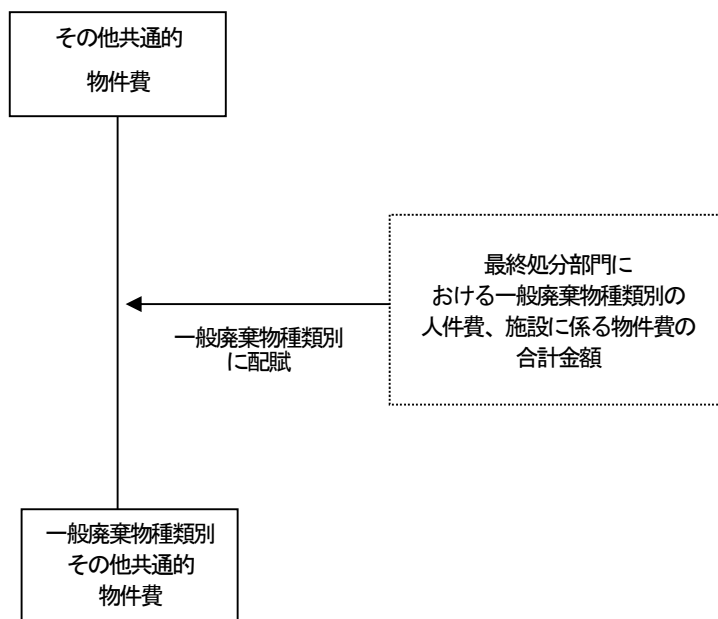 その他共通的
物件費
最終処分部門に
おける一般廃棄物種類別の
人件費、施設に係る物件費の
合計金額
一般廃棄物種類別
に配賦
一般廃棄物種類別
その他共通的
物件費